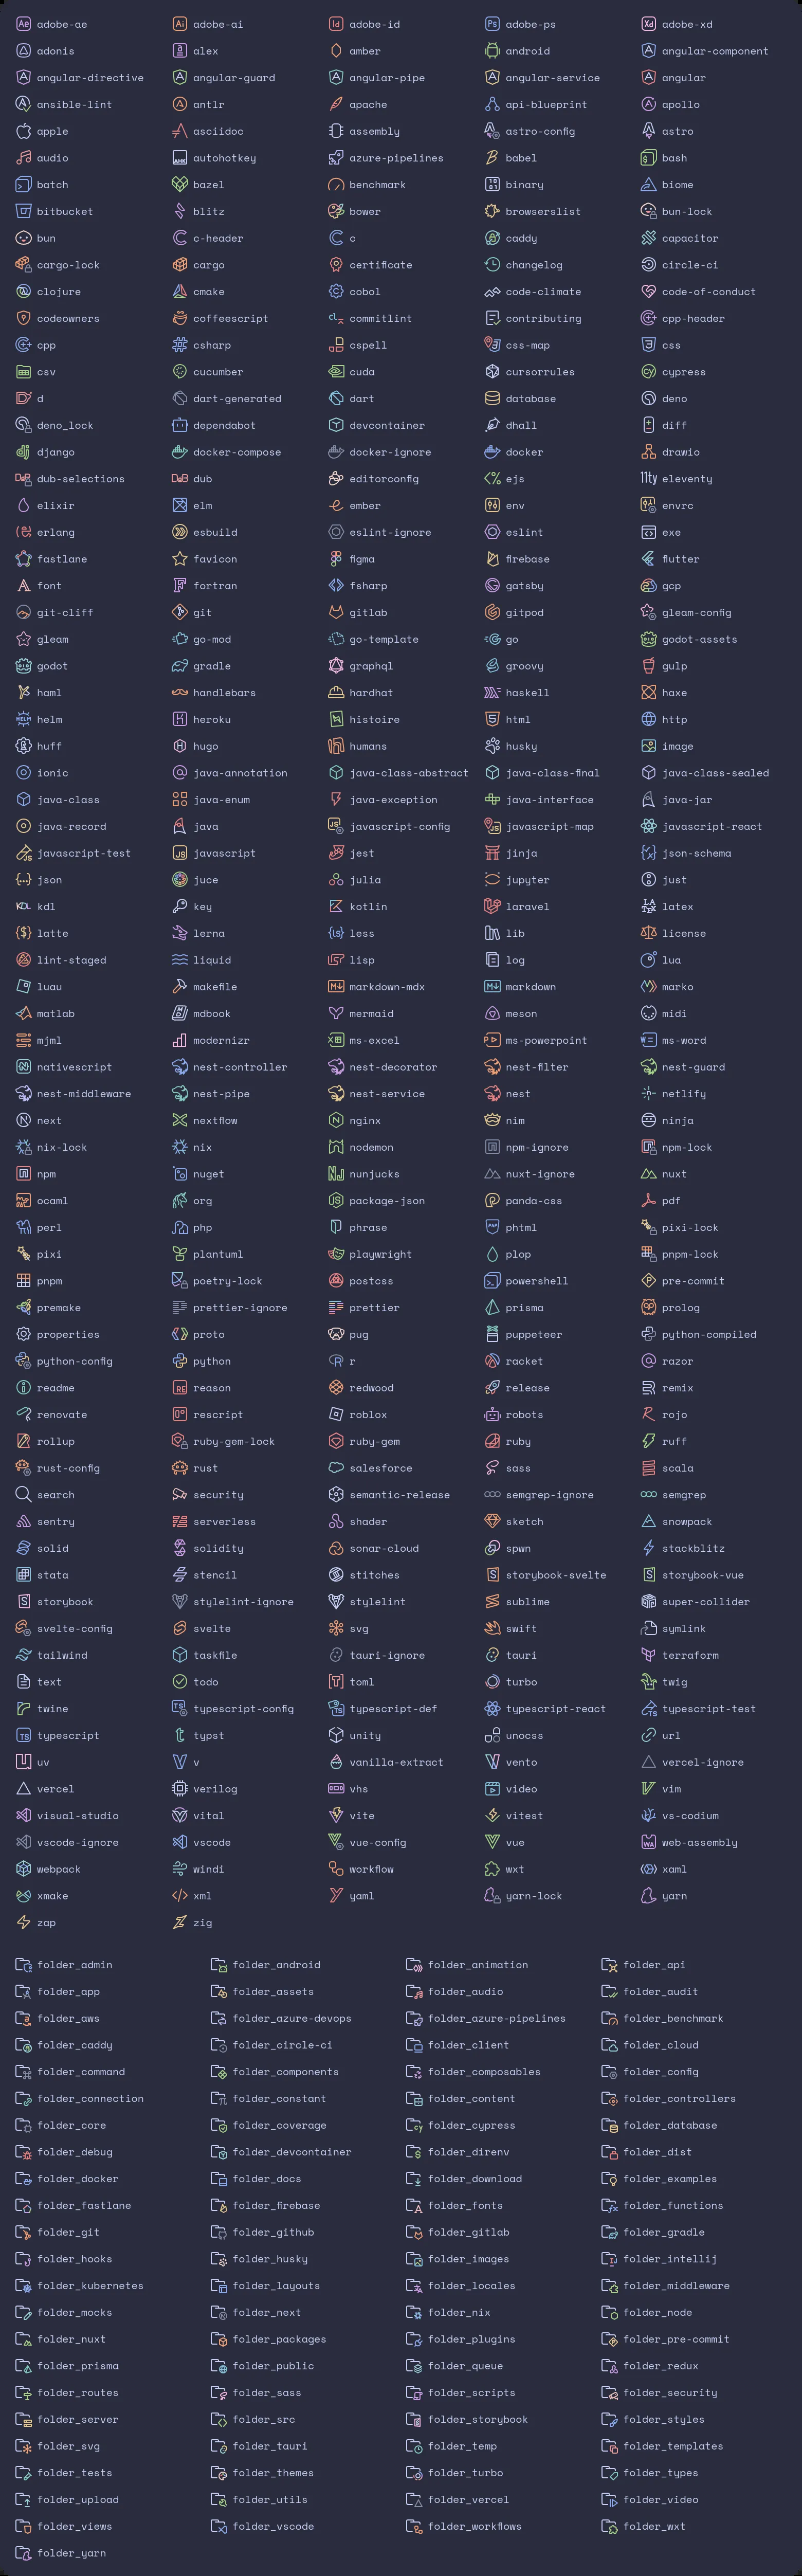 adobe-ae adobe-ai adobe-id adobe-ps adobe-xd
adonis alex amber android angular-component
angular-directive angular-guard angular-pipe angular-service angular
ansible-lint antlr apache api-blueprint apollo
apple asciidoc assembly astro-config astro
audio autohotkey azure-pipelines babel bash
batch bazel benchmark binary biome
bitbucket blitz bower browserslist bun-lock
bun c-header c caddy capacitor
cargo-lock cargo certificate changelog circle-ci
clojure cmake cobol code-climate code-of-conduct
codeowners coffeescript commitlint contributing cpp-header
cpp csharp cspell css-map css
csv cucumber cuda cursorrules cypress
d dart-generated dart database deno
deno_lock dependabot devcontainer dhall diff
django docker-compose docker-ignore docker drawio
dub-selections dub editorconfig ejs eleventy
elixir elm ember env envrc
erlang esbuild eslint-ignore eslint exe
fastlane favicon figma firebase flutter
font fortran fsharp gatsby gcp
git-cliff git gitlab gitpod gleam-config
gleam go-mod go-template go godot-assets
godot gradle graphql groovy gulp
haml handlebars hardhat haskell haxe
helm heroku histoire html http
huff hugo humans husky image
ionic java-annotation java-class-abstract java-class-final java-class-sealed
java-class java-enum java-exception java-interface java-jar
java-record java javascript-config javascript-map javascript-react
javascript-test javascript jest jinja json-schema
json juce julia jupyter just
kdl key kotlin laravel latex
latte lerna less lib license
lint-staged liquid lisp log lua
luau makefile markdown-mdx markdown marko
matlab mdbook mermaid meson midi
mjml modernizr ms-excel ms-powerpoint ms-word
nativescript nest-controller nest-decorator nest-filter nest-guard
nest-middleware nest-pipe nest-service nest netlify
next nextflow nginx nim ninja
nix-lock nix nodemon npm-ignore npm-lock
npm nuget nunjucks nuxt-ignore nuxt
ocaml org package-json panda-css pdf
perl php phrase phtml pixi-lock
pixi plantuml playwright plop pnpm-lock
pnpm poetry-lock postcss powershell pre-commit
premake prettier-ignore prettier prisma prolog
properties proto pug puppeteer python-compiled
python-config python r racket razor
readme reason redwood release remix
renovate rescript roblox robots rojo
rollup ruby-gem-lock ruby-gem ruby ruff
rust-config rust salesforce sass scala
search security semantic-release semgrep-ignore semgrep
sentry serverless shader sketch snowpack
solid solidity sonar-cloud spwn stackblitz
stata stencil stitches storybook-svelte storybook-vue
storybook stylelint-ignore stylelint sublime super-collider
svelte-config svelte svg swift symlink
tailwind taskfile tauri-ignore tauri terraform
text todo toml turbo twig
twine typescript-config typescript-def typescript-react typescript-test
typescript typst unity unocss url
uv v vanilla-extract vento vercel-ignore
vercel verilog vhs video vim
visual-studio vital vite vitest vs-codium
vscode-ignore vscode vue-config vue web-assembly
webpack windi workflow wxt xaml
xmake xml yaml yarn-lock yarn
zap zig
folder_admin folder_android folder_animation folder_api
folder_app folder_assets folder_audio folder_audit
folder_aws folder_azure-devops folder_azure-pipelines folder_benchmark
folder_caddy folder_circle-ci folder_client folder_cloud
folder_command folder_components folder_composables folder_config
folder_connection folder_constant folder_content folder_controllers
folder_core folder_coverage folder_cypress folder_database
folder_debug folder_devcontainer folder_direnv folder_dist
folder_docker folder_docs folder_download folder_examples
folder_fastlane folder_firebase folder_fonts folder_functions
folder_git folder_github folder_gitlab folder_gradle
folder_hooks folder_husky folder_images folder_intellij
folder_kubernetes folder_layouts folder_locales folder_middleware
folder_mocks folder_next folder_nix folder_node
folder_nuxt folder_packages folder_plugins folder_pre-commit
folder_prisma folder_public folder_queue folder_redux
folder_routes folder_sass folder_scripts folder_security
folder_server folder_src folder_storybook folder_styles
folder_svg folder_tauri folder_temp folder_templates
folder_tests folder_themes folder_turbo folder_types
folder_upload folder_utils folder_vercel folder_video
folder_views folder_vscode folder_workflows folder_wxt
folder_yarn